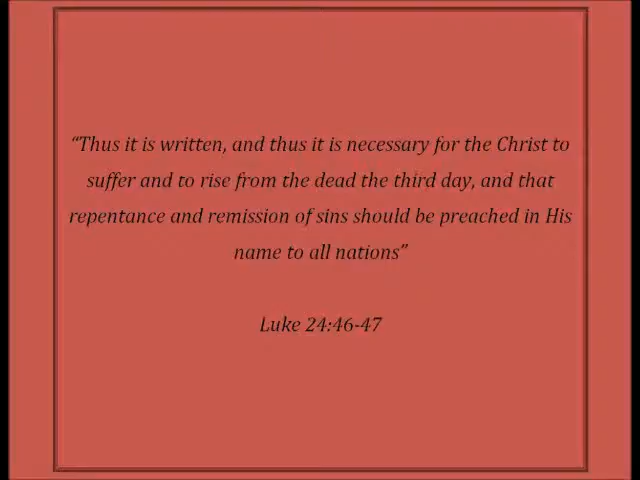 “Thus it is written, and thus it is necessary for the Christ to
suffer and to rise from the dead the third day, and that
repentance and remission of sins should be preached in His
name to all nations”
Luke 24:46-47